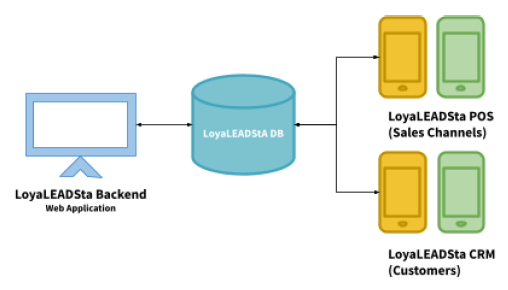 LoyaLEADSta POS
(Sales Channels)
LoyaLEADStA DB
LoyaLEADSta Backend
Web Application
LoyaLEADSta CRM
(Customers)